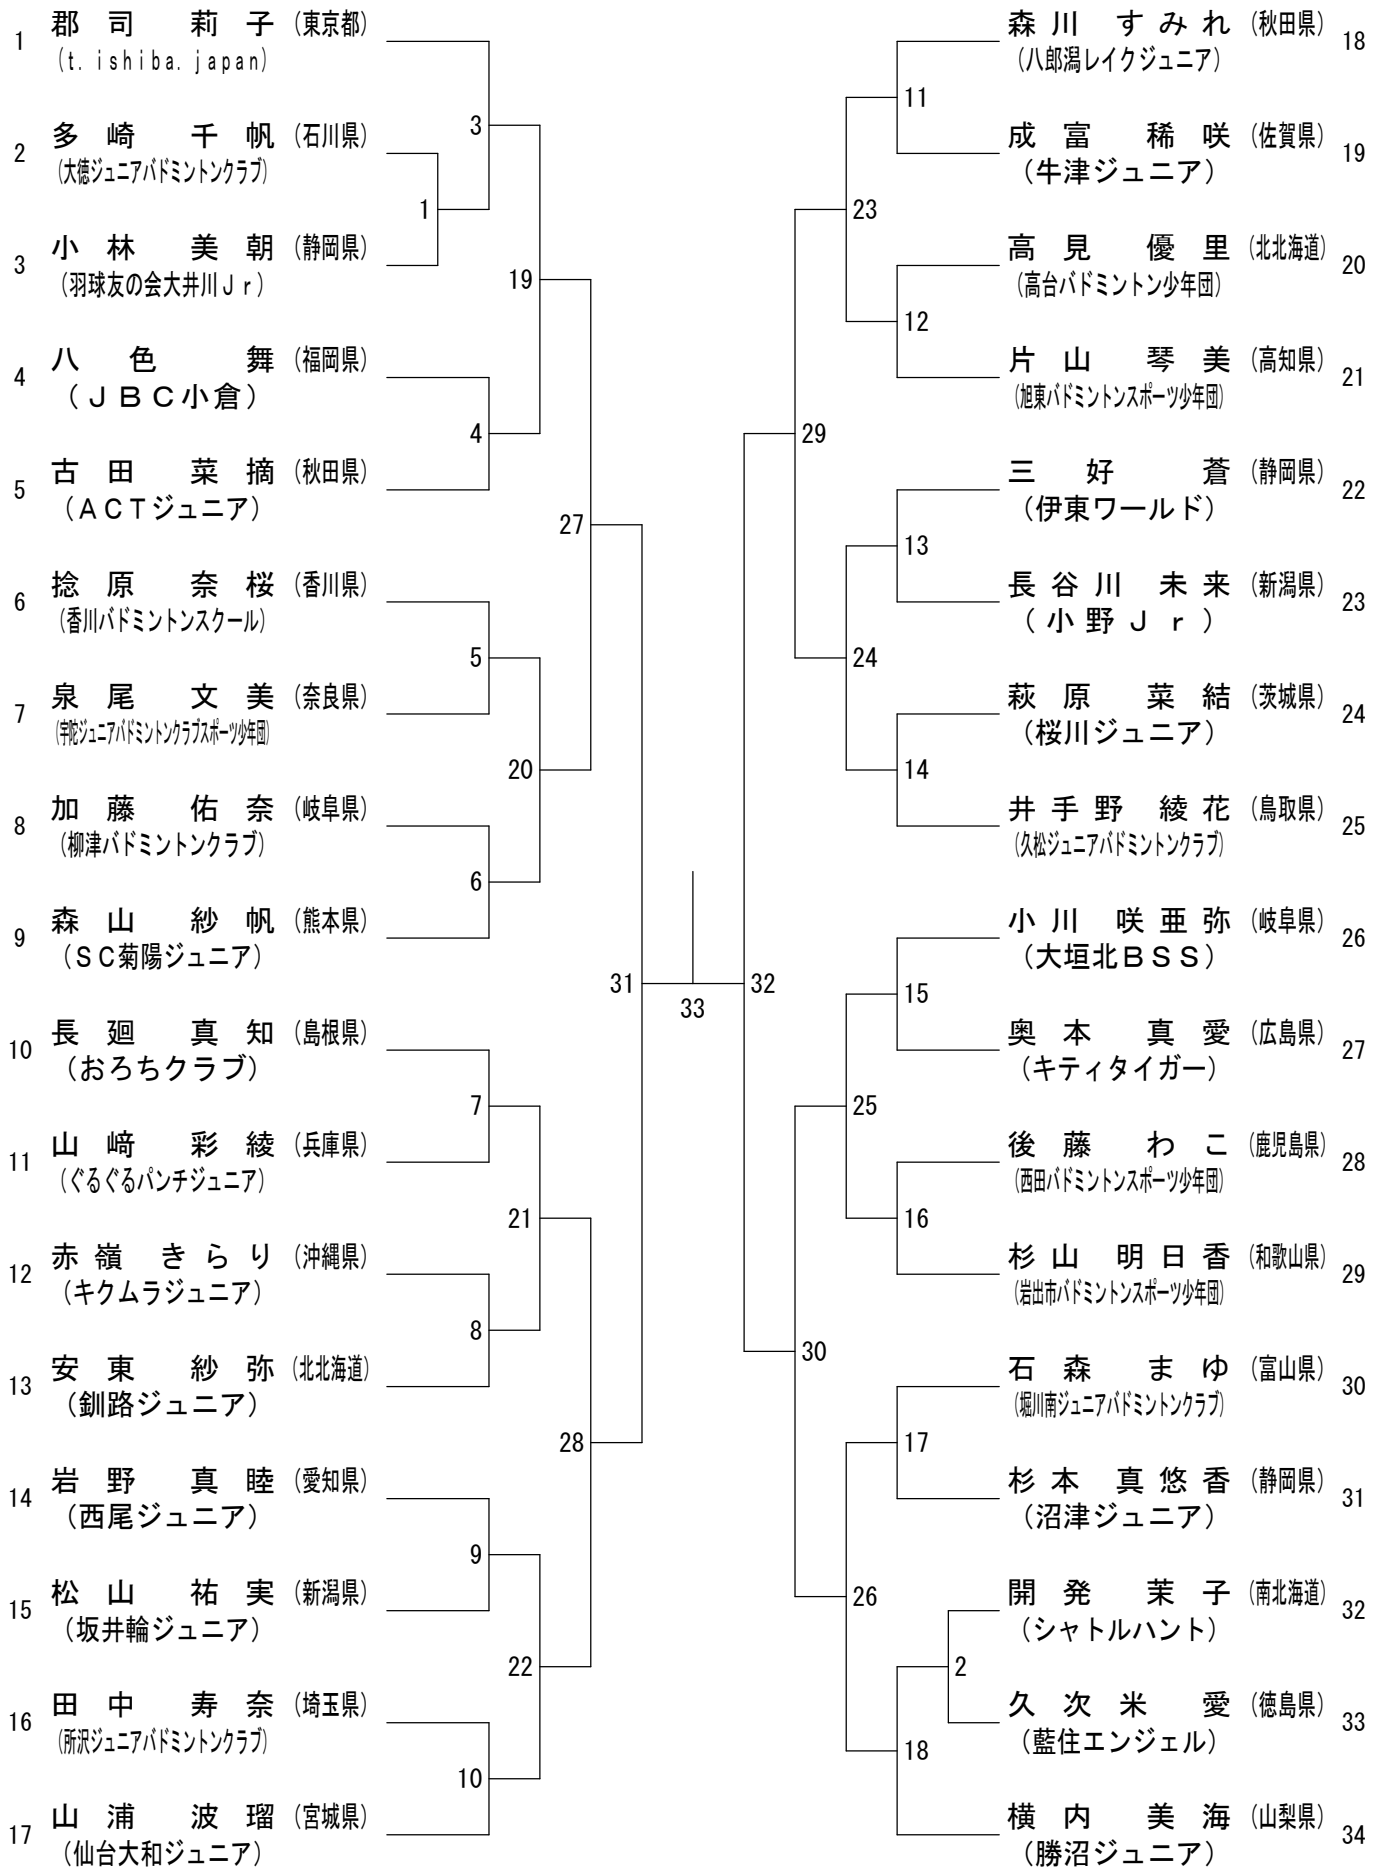 1 郡司 莉子 (東京都)
(t. ishiba. japan)
2 多崎 千帆 (石川県)
(大徳ジュニアバドミントンクラブ)
3 小林 美朝 (静岡県)
(羽球友の会大井川Ｊｒ)
4 八色 舞 (福岡県)
(ＪＢＣ小倉)
5 古田 菜摘 (秋田県)
(ＡＣＴジュニア)
6 捻原 奈桜 (香川県)
(香川バドミントンスクール)
7 泉尾 文美 (奈良県)
(宇陀ジュニアバドミントンクラブスポーツ少年団)
8 加藤 佑奈 (岐阜県)
(柳津バドミントンクラブ)
9 森山 紗帆 (熊本県)
(ＳＣ菊陽ジュニア)
10 長廻 真知 (島根県)
(おろちクラブ)
11 山﨑 彩綾 (兵庫県)
(ぐるぐるパンチジュニア)
12 赤嶺 きらり (沖縄県)
(キクムラジュニア)
13 安東 紗弥 (北北海道)
(釧路ジュニア)
14 岩野 真睦 (愛知県)
(西尾ジュニア)
15 松山 祐実 (新潟県)
(坂井輪ジュニア)
16 田中 寿奈 (埼玉県)
(所沢ジュニアバドミントンクラブ)
17 山浦 波瑠 (宮城県)
(仙台大和ジュニア)
1
3
4
5
6
7
8
9
10
19
20
21
22
27
28
31
33
32
29
30
23
24
25
26
11
12
13
14
15
16
17
2
18
森川 すみれ (秋田県) 18
(八郎潟レイクジュニア)
成富 稀咲 (佐賀県) 19
(牛津ジュニア)
高見 優里 (北北海道) 20
(高台バドミントン少年団)
片山 琴美 (高知県) 21
(旭東バドミントンスポーツ少年団)
三好 蒼 (静岡県) 22
(伊東ワールド)
長谷川 未来 (新潟県) 23
(小野Ｊｒ)
萩原 菜結 (茨城県) 24
(桜川ジュニア)
井手野 綾花 (鳥取県) 25
(久松ジュニアバドミントンクラブ)
小川 咲亜弥 (岐阜県) 26
(大垣北ＢＳＳ)
奥本 真愛 (広島県) 27
(キティタイガー)
後藤 わこ (鹿児島県) 28
(西田バドミントンスポーツ少年団)
杉山 明日香 (和歌山県) 29
(岩出市バドミントンスポーツ少年団)
石森 まゆ (富山県) 30
(堀川南ジュニアバドミントンクラブ)
杉本 真悠香 (静岡県) 31
(沼津ジュニア)
開発 茉子 (南北海道) 32
(シャトルハント)
久次米 愛 (徳島県) 33
(藍住エンジェル)
横内 美海 (山梨県) 34
(勝沼ジュニア)